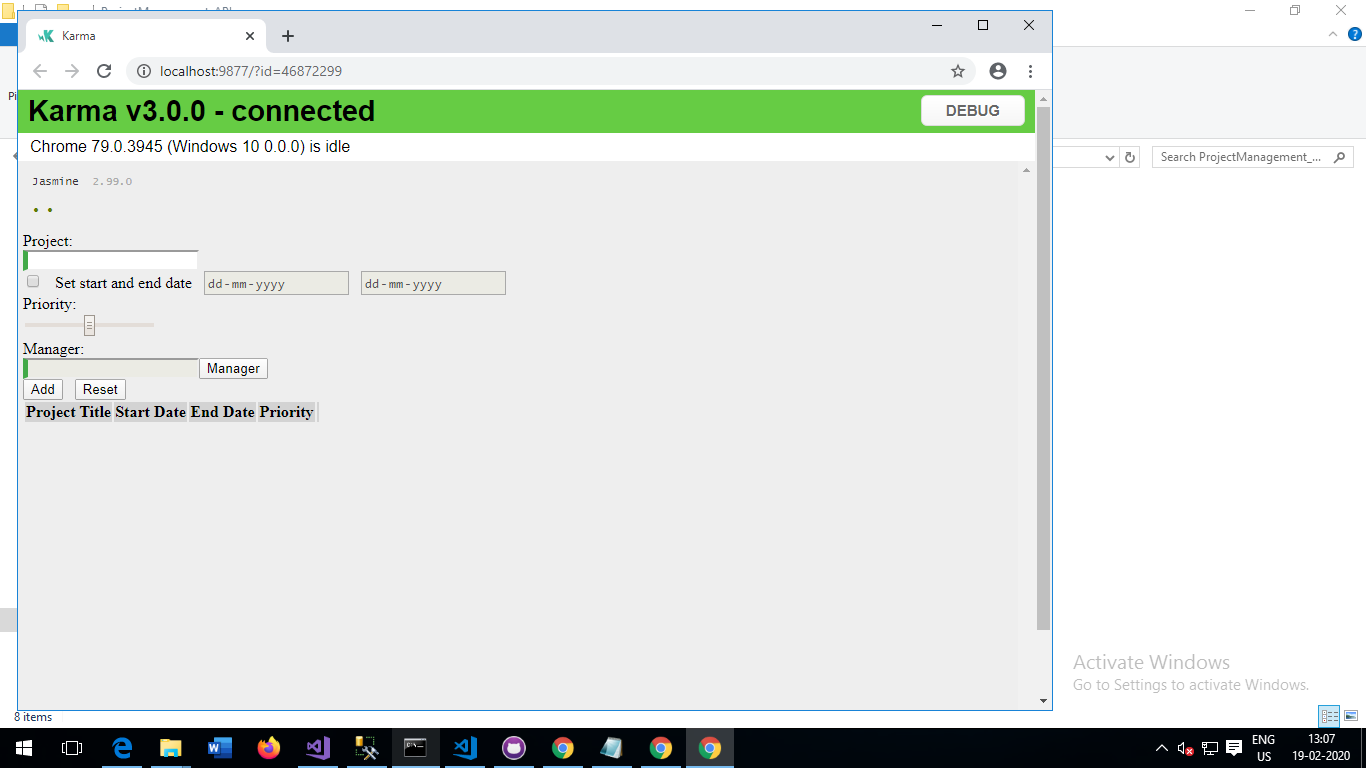 Karma
localhost:9877/?id=46872299
Karma v3.0.0 - connected
DEBUG
Chrome 79.0.3945 (Windows 10 0.0.0) is idle
Search ProjectManagement_...
Jasmine 2.99.0
Project:
Set start and end date dd-mm-yyyy dd-mm-yyyy
Priority:
Manager:
Manager
Add Reset
Project Title Start Date End Date Priority
Activate Windows
Go to Settings to activate Windows.
8 items
ENG 13:07
US 19-02-2020